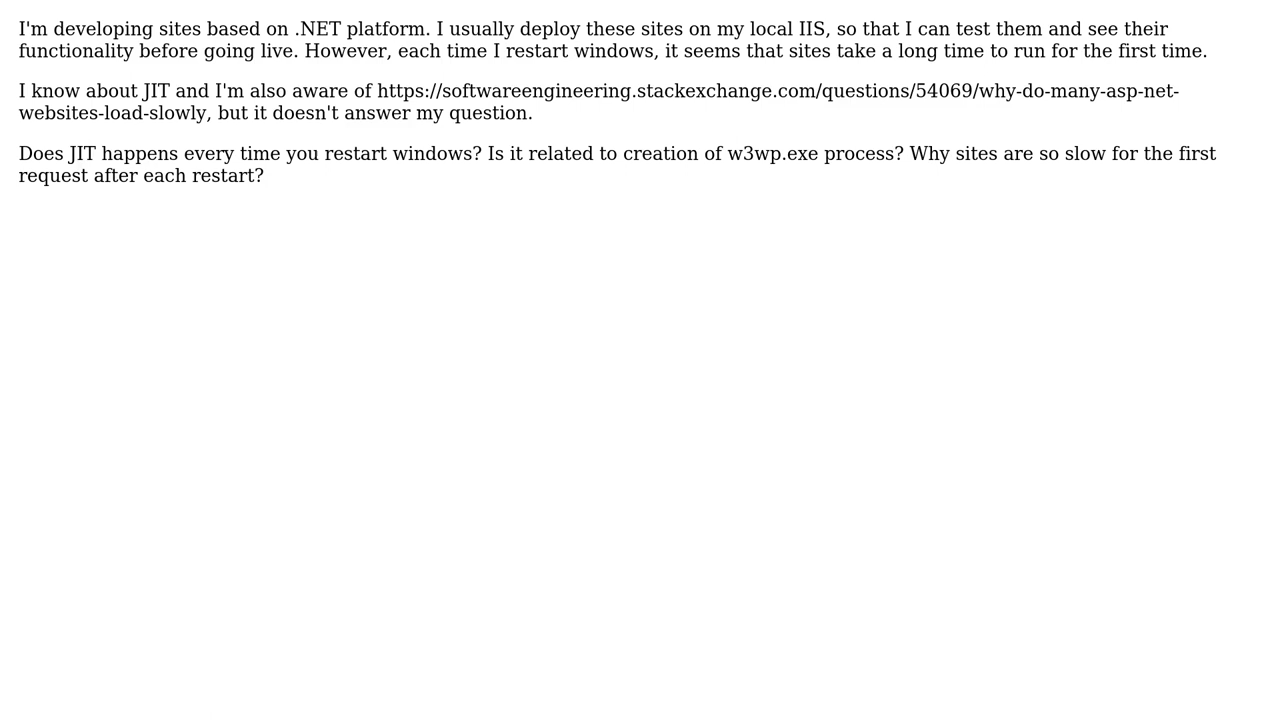 I'm developing sites based on .NET platform. I usually deploy these sites on my local IIS, so that I can test them and see their
functionality before going live. However, each time I restart windows, it seems that sites take a long time to run for the first time.
I know about JIT and I'm also aware of https://softwareengineering.stackexchange.com/questions/54069/why-do-many-asp-net-
websites-load-slowly, but it doesn't answer my question.
Does JIT happens every time you restart windows? Is it related to creation of w3wp.exe process? Why sites are so slow for the first
request after each restart?